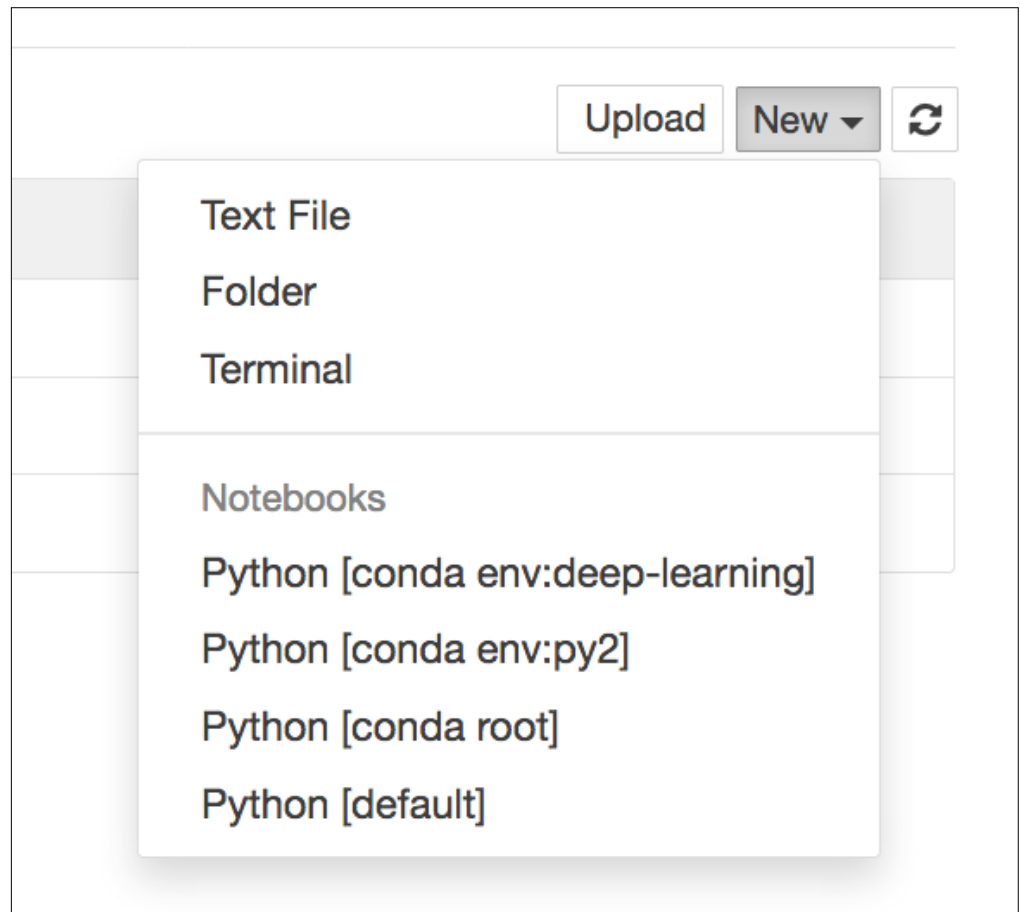 Upload New
Text File
Folder
Terminal
Notebooks
Python [conda env:deep-learning]
Python [conda env:py2]
Python [conda root]
Python [default]